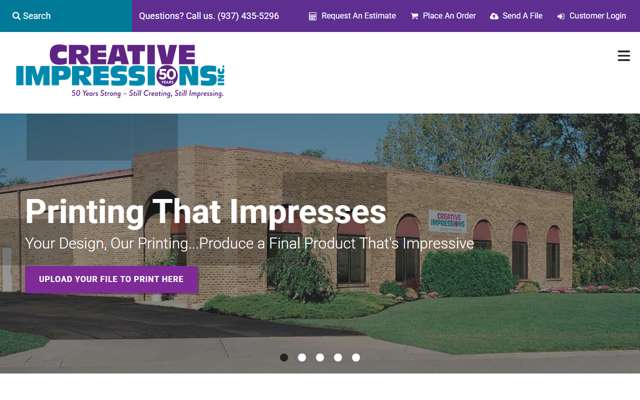 Search
Questions? Call us. (937) 435-5296
Request An Estimate
Place An Order
Send A File
Customer Login
CREATIVE
IMPRESSIONS INC.
50 YEARS
50 Years Strong – Still Creating, Still Impressing.
CREATIVE
IMPRESSIONS
Printing That Impresses
Your Design, Our Printing...Produce a Final Product That's Impressive
UPLOAD YOUR FILE TO PRINT HERE